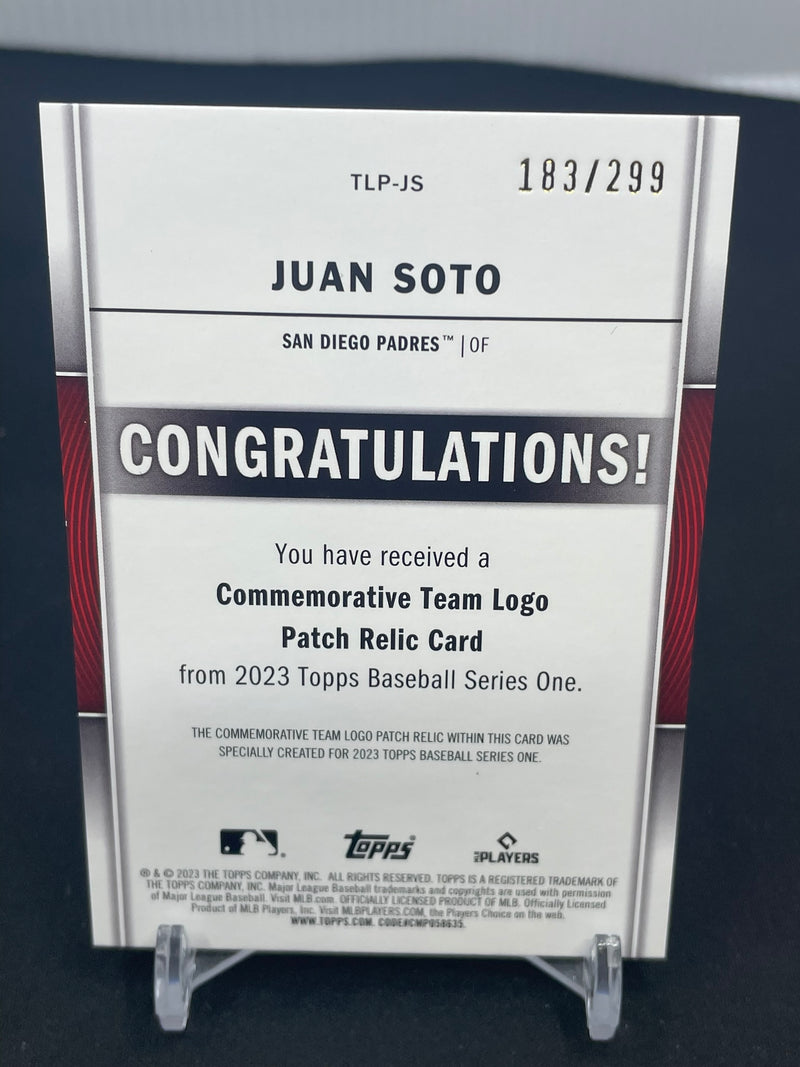 TLP-JS 183/299
JUAN SOTO
SAN DIEGO PADRES™ | OF
CONGRATULATIONS!
You have received a
Commemorative Team Logo
Patch Relic Card
from 2023 Topps Baseball Series One.
THE COMMEMORATIVE TEAM LOGO PATCH RELIC WITHIN THIS CARD WAS
SPECIALLY CREATED FOR 2023 TOPPS BASEBALL SERIES ONE.
topps MLB PLAYERS
® & © 2023 THE TOPPS COMPANY, INC. ALL RIGHTS RESERVED. TOPPS IS A REGISTERED TRADEMARK OF
THE TOPPS COMPANY, INC. Major League Baseball trademarks and copyrights are used with permission
of Major League Baseball. Visit MLB.com. OFFICIALLY LICENSED PRODUCT OF MLB. Officially Licensed
Product of MLB Players, Inc. Visit MLBPLAYERS.COM, the Players Choice on the web.
WWW.TOPPS.COM. CODE#CMP058635.